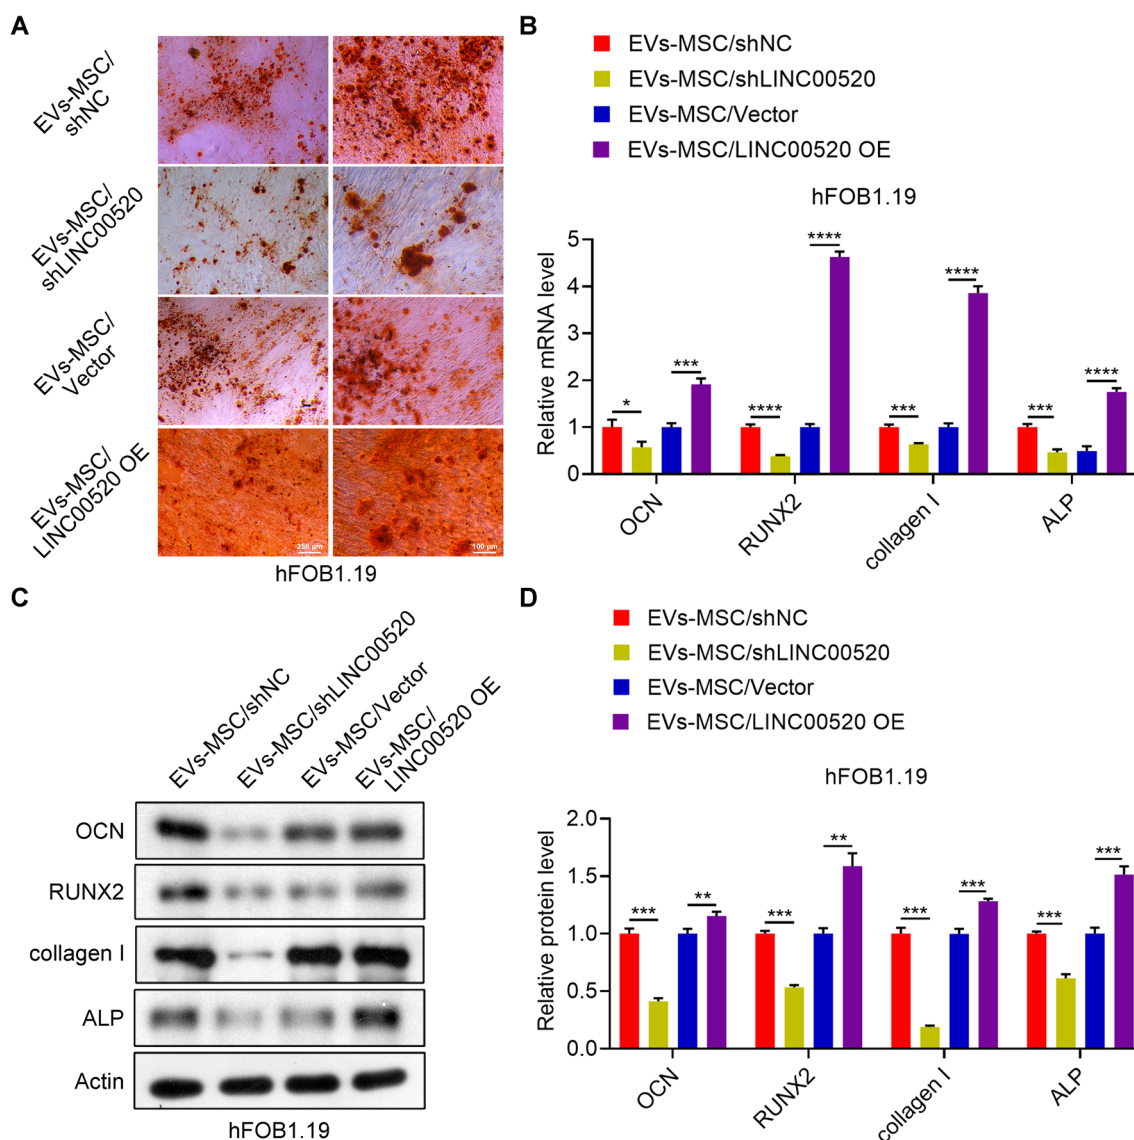 A
EVs-MSC/
shNC
EVs-MSC/
shLINC00520
EVs-MSC/
Vector
EVs-MSC/
LINC00520 OE
250 μm
100 μm
hFOB1.19
B
EVs-MSC/shNC
EVs-MSC/shLINC00520
EVs-MSC/Vector
EVs-MSC/LINC00520 OE
hFOB1.19
Relative mRNA level
5
4
3
2
1
0
* *** **** **** *** **** *** ****
OCN RUNX2 collagen I ALP
C
EVs-MSC/shNC
EVs-MSC/shLINC00520
EVs-MSC/Vector
EVs-MSC/
LINC00520 OE
OCN
RUNX2
collagen I
ALP
Actin
hFOB1.19
D
EVs-MSC/shNC
EVs-MSC/shLINC00520
EVs-MSC/Vector
EVs-MSC/LINC00520 OE
hFOB1.19
Relative protein level
2.0
1.5
1.0
0.5
0.0
*** ** *** ** *** *** *** ***
OCN RUNX2 collagen I ALP